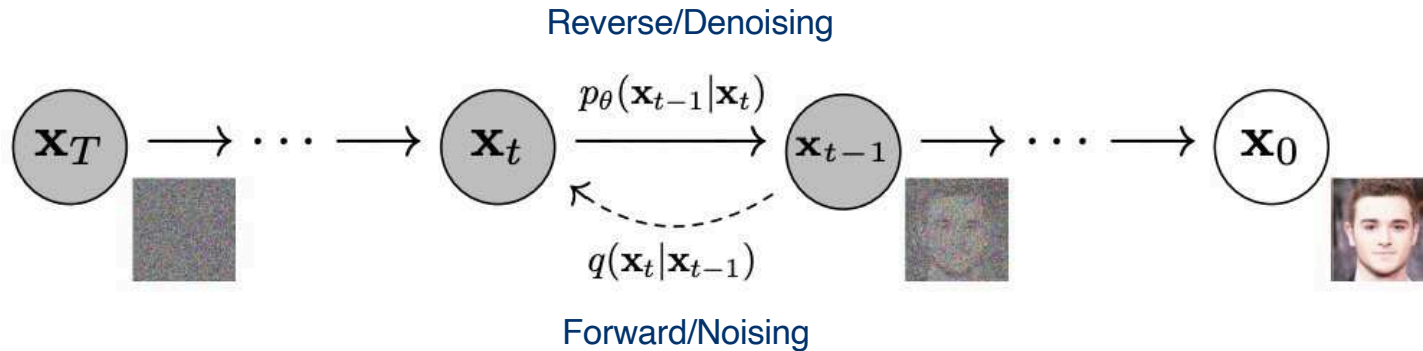 Reverse/Denoising
p_θ(x_{t−1}|x_t)
x_T ⟶ ⋯ ⟶ x_t ⟶ x_{t−1} ⟶ ⋯ ⟶ x_0
q(x_t|x_{t−1})
Forward/Noising